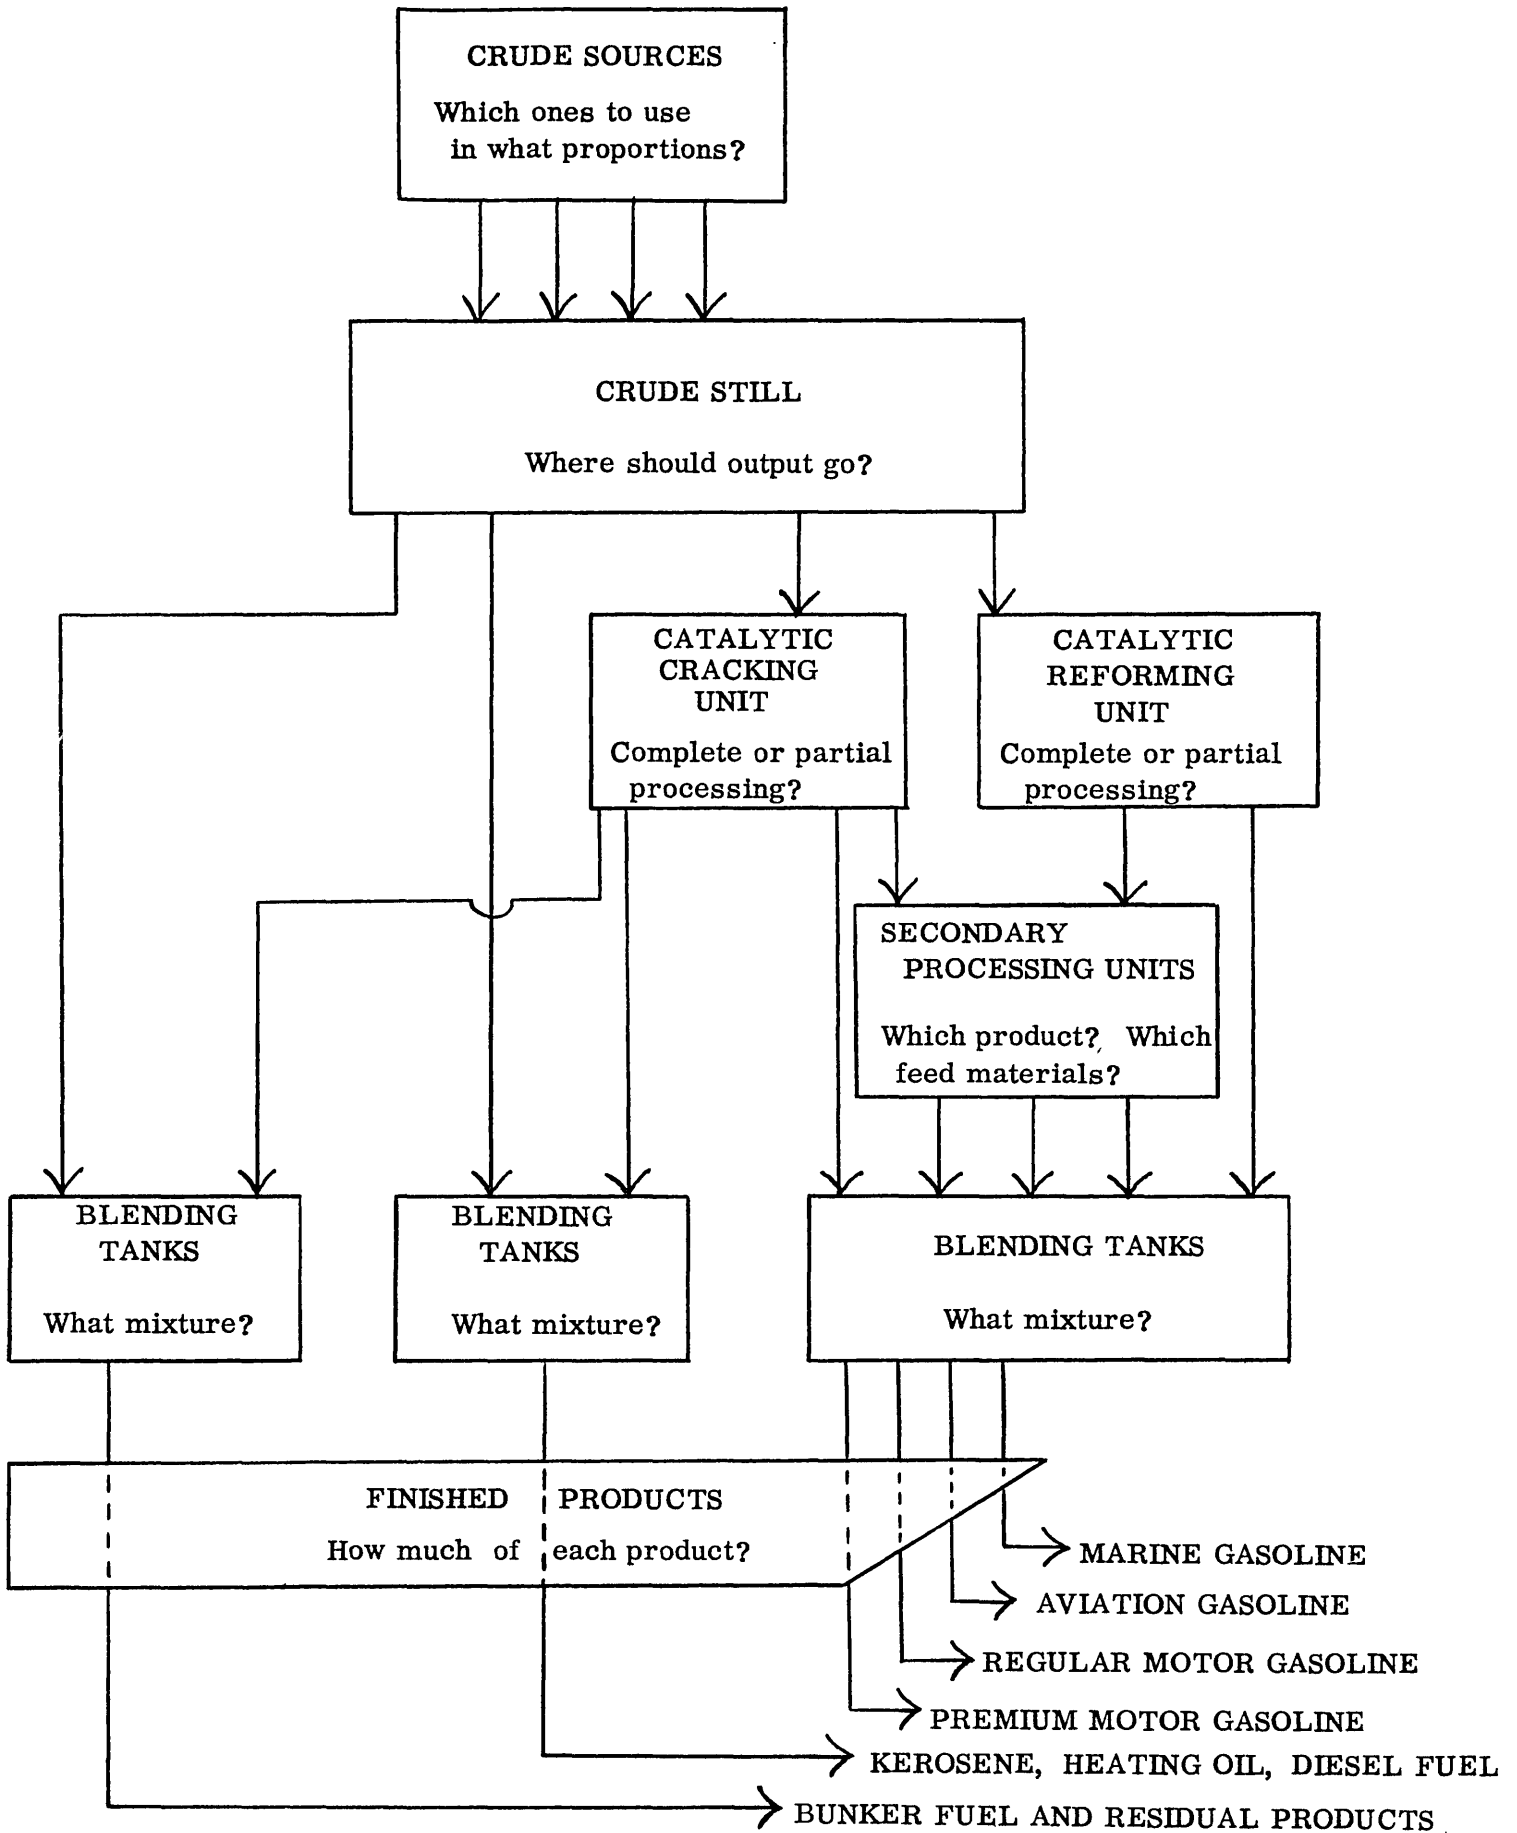 CRUDE SOURCES
Which ones to use
in what proportions?
CRUDE STILL
Where should output go?
CATALYTIC
CRACKING
UNIT
Complete or partial
processing?
CATALYTIC
REFORMING
UNIT
Complete or partial
processing?
SECONDARY
PROCESSING UNITS
Which product? Which
feed materials?
BLENDING
TANKS
What mixture?
BLENDING
TANKS
What mixture?
BLENDING TANKS
What mixture?
FINISHED PRODUCTS
How much of each product?
MARINE GASOLINE
AVIATION GASOLINE
REGULAR MOTOR GASOLINE
PREMIUM MOTOR GASOLINE
KEROSENE, HEATING OIL, DIESEL FUEL
BUNKER FUEL AND RESIDUAL PRODUCTS